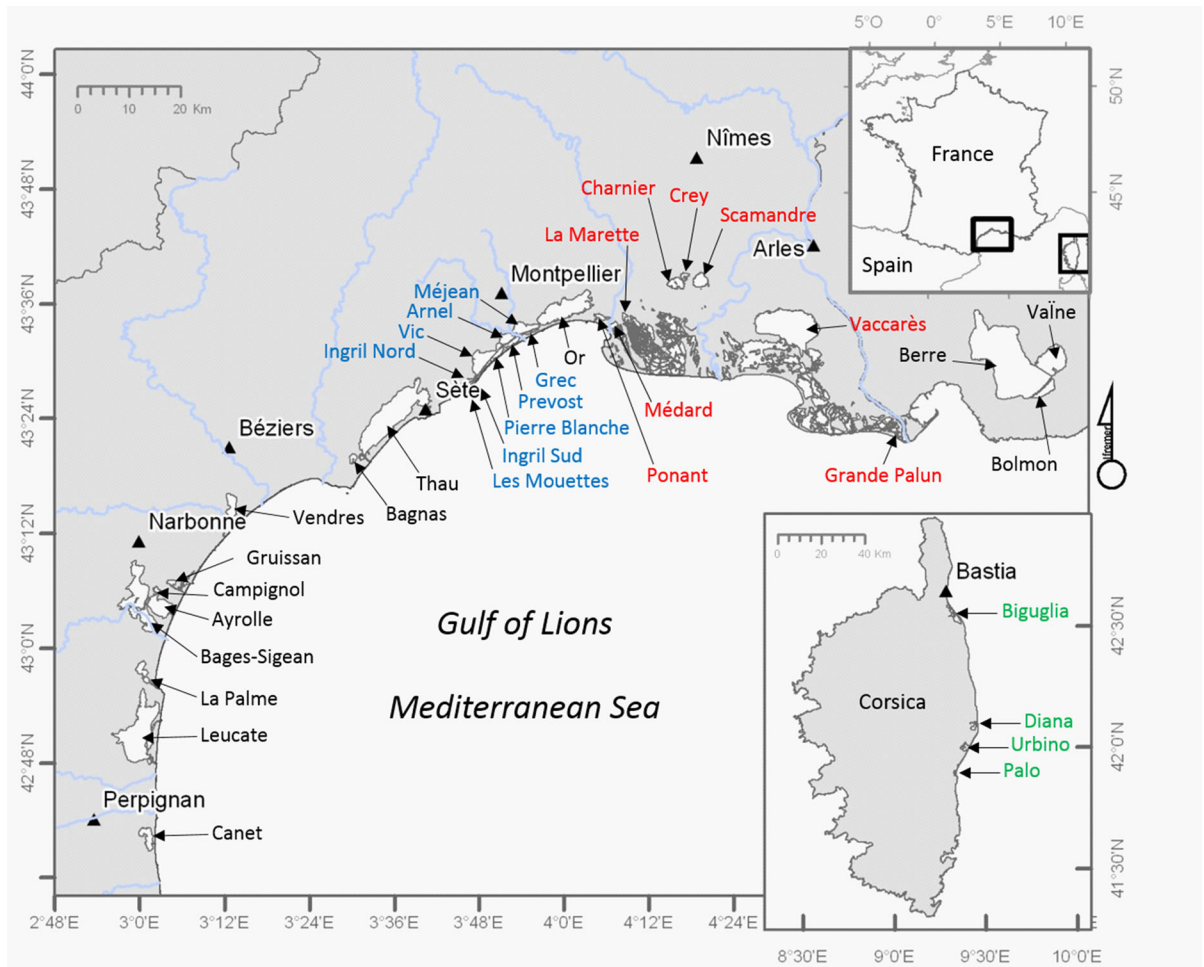 5°O 0° 5°E 10°E
44°0'N
0 10 20 Km
50°N
Nîmes
France
43°48'N
Charnier
Crey
45°N
Scamandre
La Marette
Arles
Spain
Montpellier
43°36'N
Méjean
Arnel
Vic
Ingril Nord
Or
Vaccarès
VaÏne
Berre
Grec
Sète
Prevost
Médard
43°24'N
Pierre Blanche
Béziers
Ingril Sud
Les Mouettes
Ponant
Grande Palun
Bolmon
Ifremer
Thau
Bagnas
Vendres
Narbonne
43°12'N
Gruissan
Campignol
Ayrolle
Gulf of Lions
43°0'N
Bages-Sigean
La Palme
Mediterranean Sea
Leucate
42°48'N
Perpignan
Canet
0 20 40 Km
Bastia
Biguglia
42°30'N
Corsica
Diana
Urbino
42°0'N
Palo
41°30'N
2°48'E 3°0'E 3°12'E 3°24'E 3°36'E 3°48'E 4°0'E 4°12'E 4°24'E
8°30'E 9°0'E 9°30'E 10°0'E